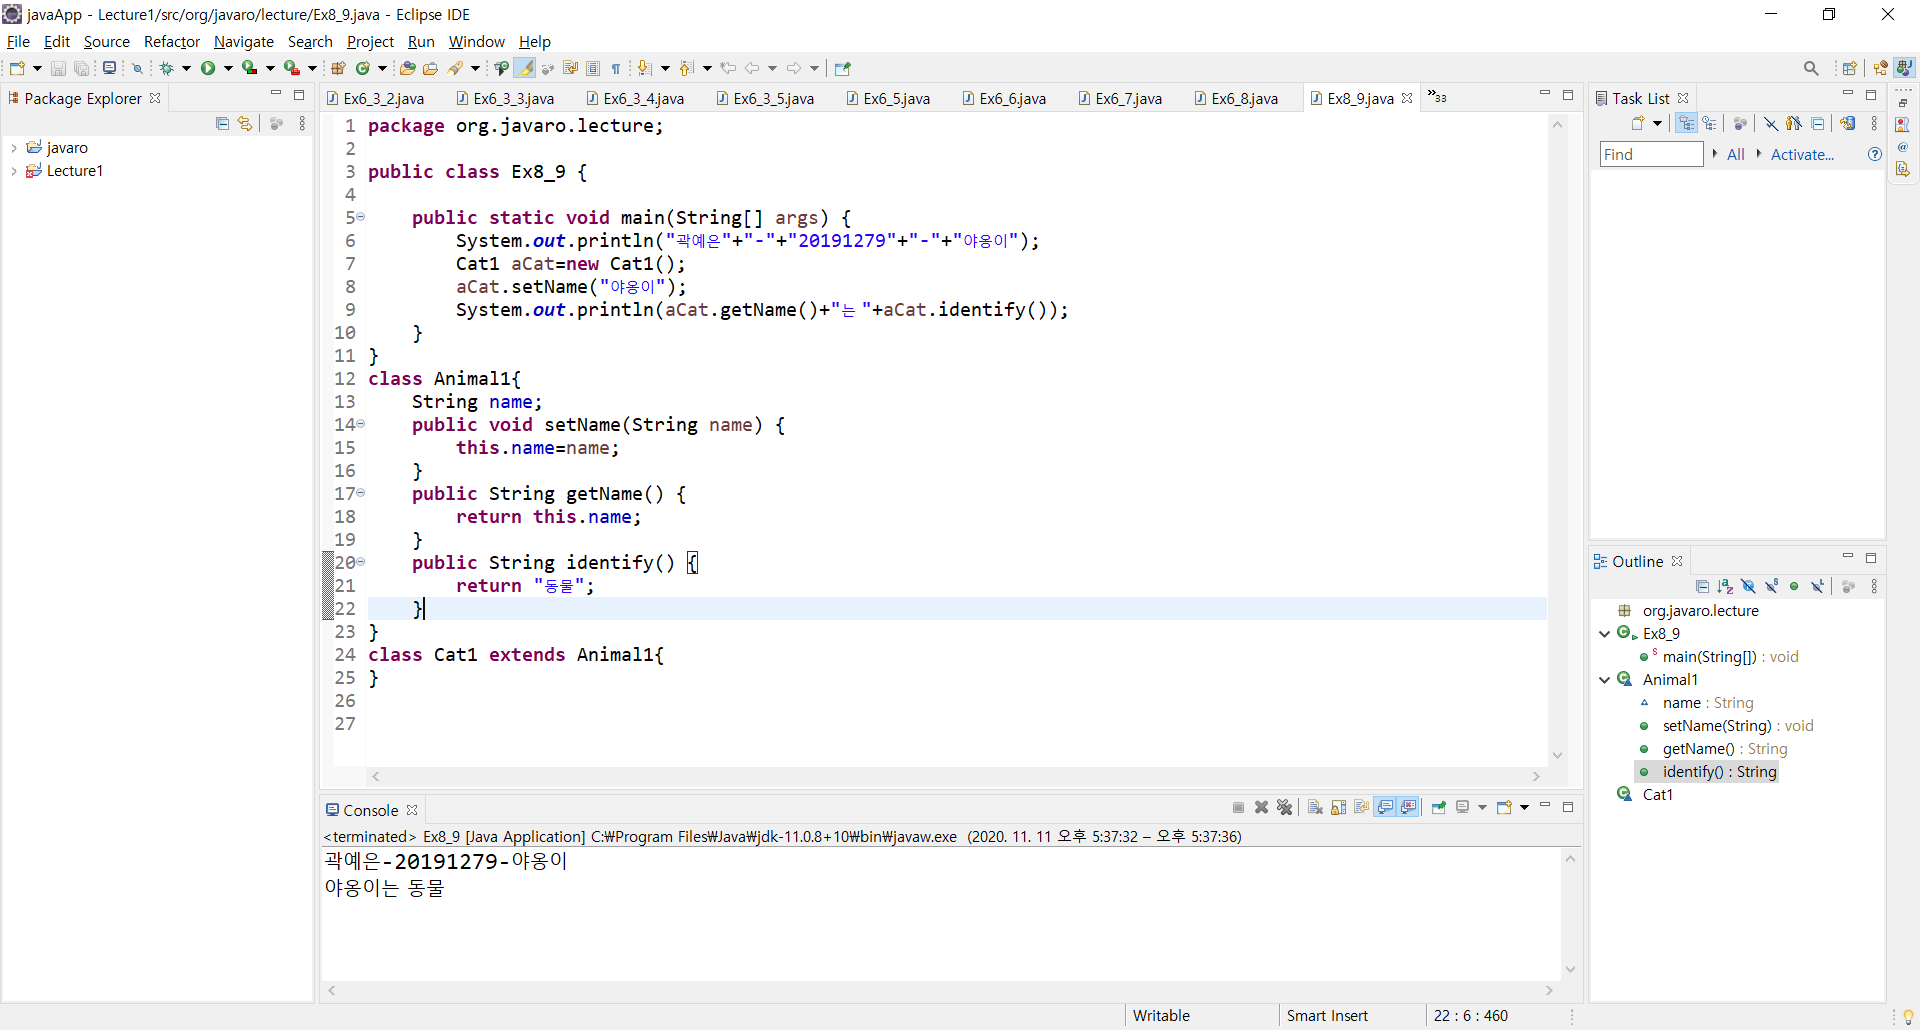 javaApp - Lecture1/src/org/javaro/lecture/Ex8_9.java - Eclipse IDE
File Edit Source Refactor Navigate Search Project Run Window Help
Package Explorer
javaro
Lecture1
Ex6_3_2.java Ex6_3_3.java Ex6_3_4.java Ex6_3_5.java Ex6_5.java Ex6_6.java Ex6_7.java Ex6_8.java Ex8_9.java »33
1 package org.javaro.lecture;
2
3 public class Ex8_9 {
4
5 public static void main(String[] args) {
6 System.out.println("곽예은"+"-"+"20191279"+"-"+"야옹이");
7 Cat1 aCat=new Cat1();
8 aCat.setName("야옹이");
9 System.out.println(aCat.getName()+"는 "+aCat.identify());
10 }
11 }
12 class Animal1{
13 String name;
14 public void setName(String name) {
15 this.name=name;
16 }
17 public String getName() {
18 return this.name;
19 }
20 public String identify() {
21 return "동물";
22 }
23 }
24 class Cat1 extends Animal1{
25 }
26
27
Console
<terminated> Ex8_9 [Java Application] C:₩Program Files₩Java₩jdk-11.0.8+10₩bin₩javaw.exe (2020. 11. 11 오후 5:37:32 – 오후 5:37:36)
곽예은-20191279-야옹이
야옹이는 동물
Task List
Find All Activate...
Outline
org.javaro.lecture
Ex8_9
main(String[]) : void
Animal1
name : String
setName(String) : void
getName() : String
identify() : String
Cat1
Writable Smart Insert 22 : 6 : 460